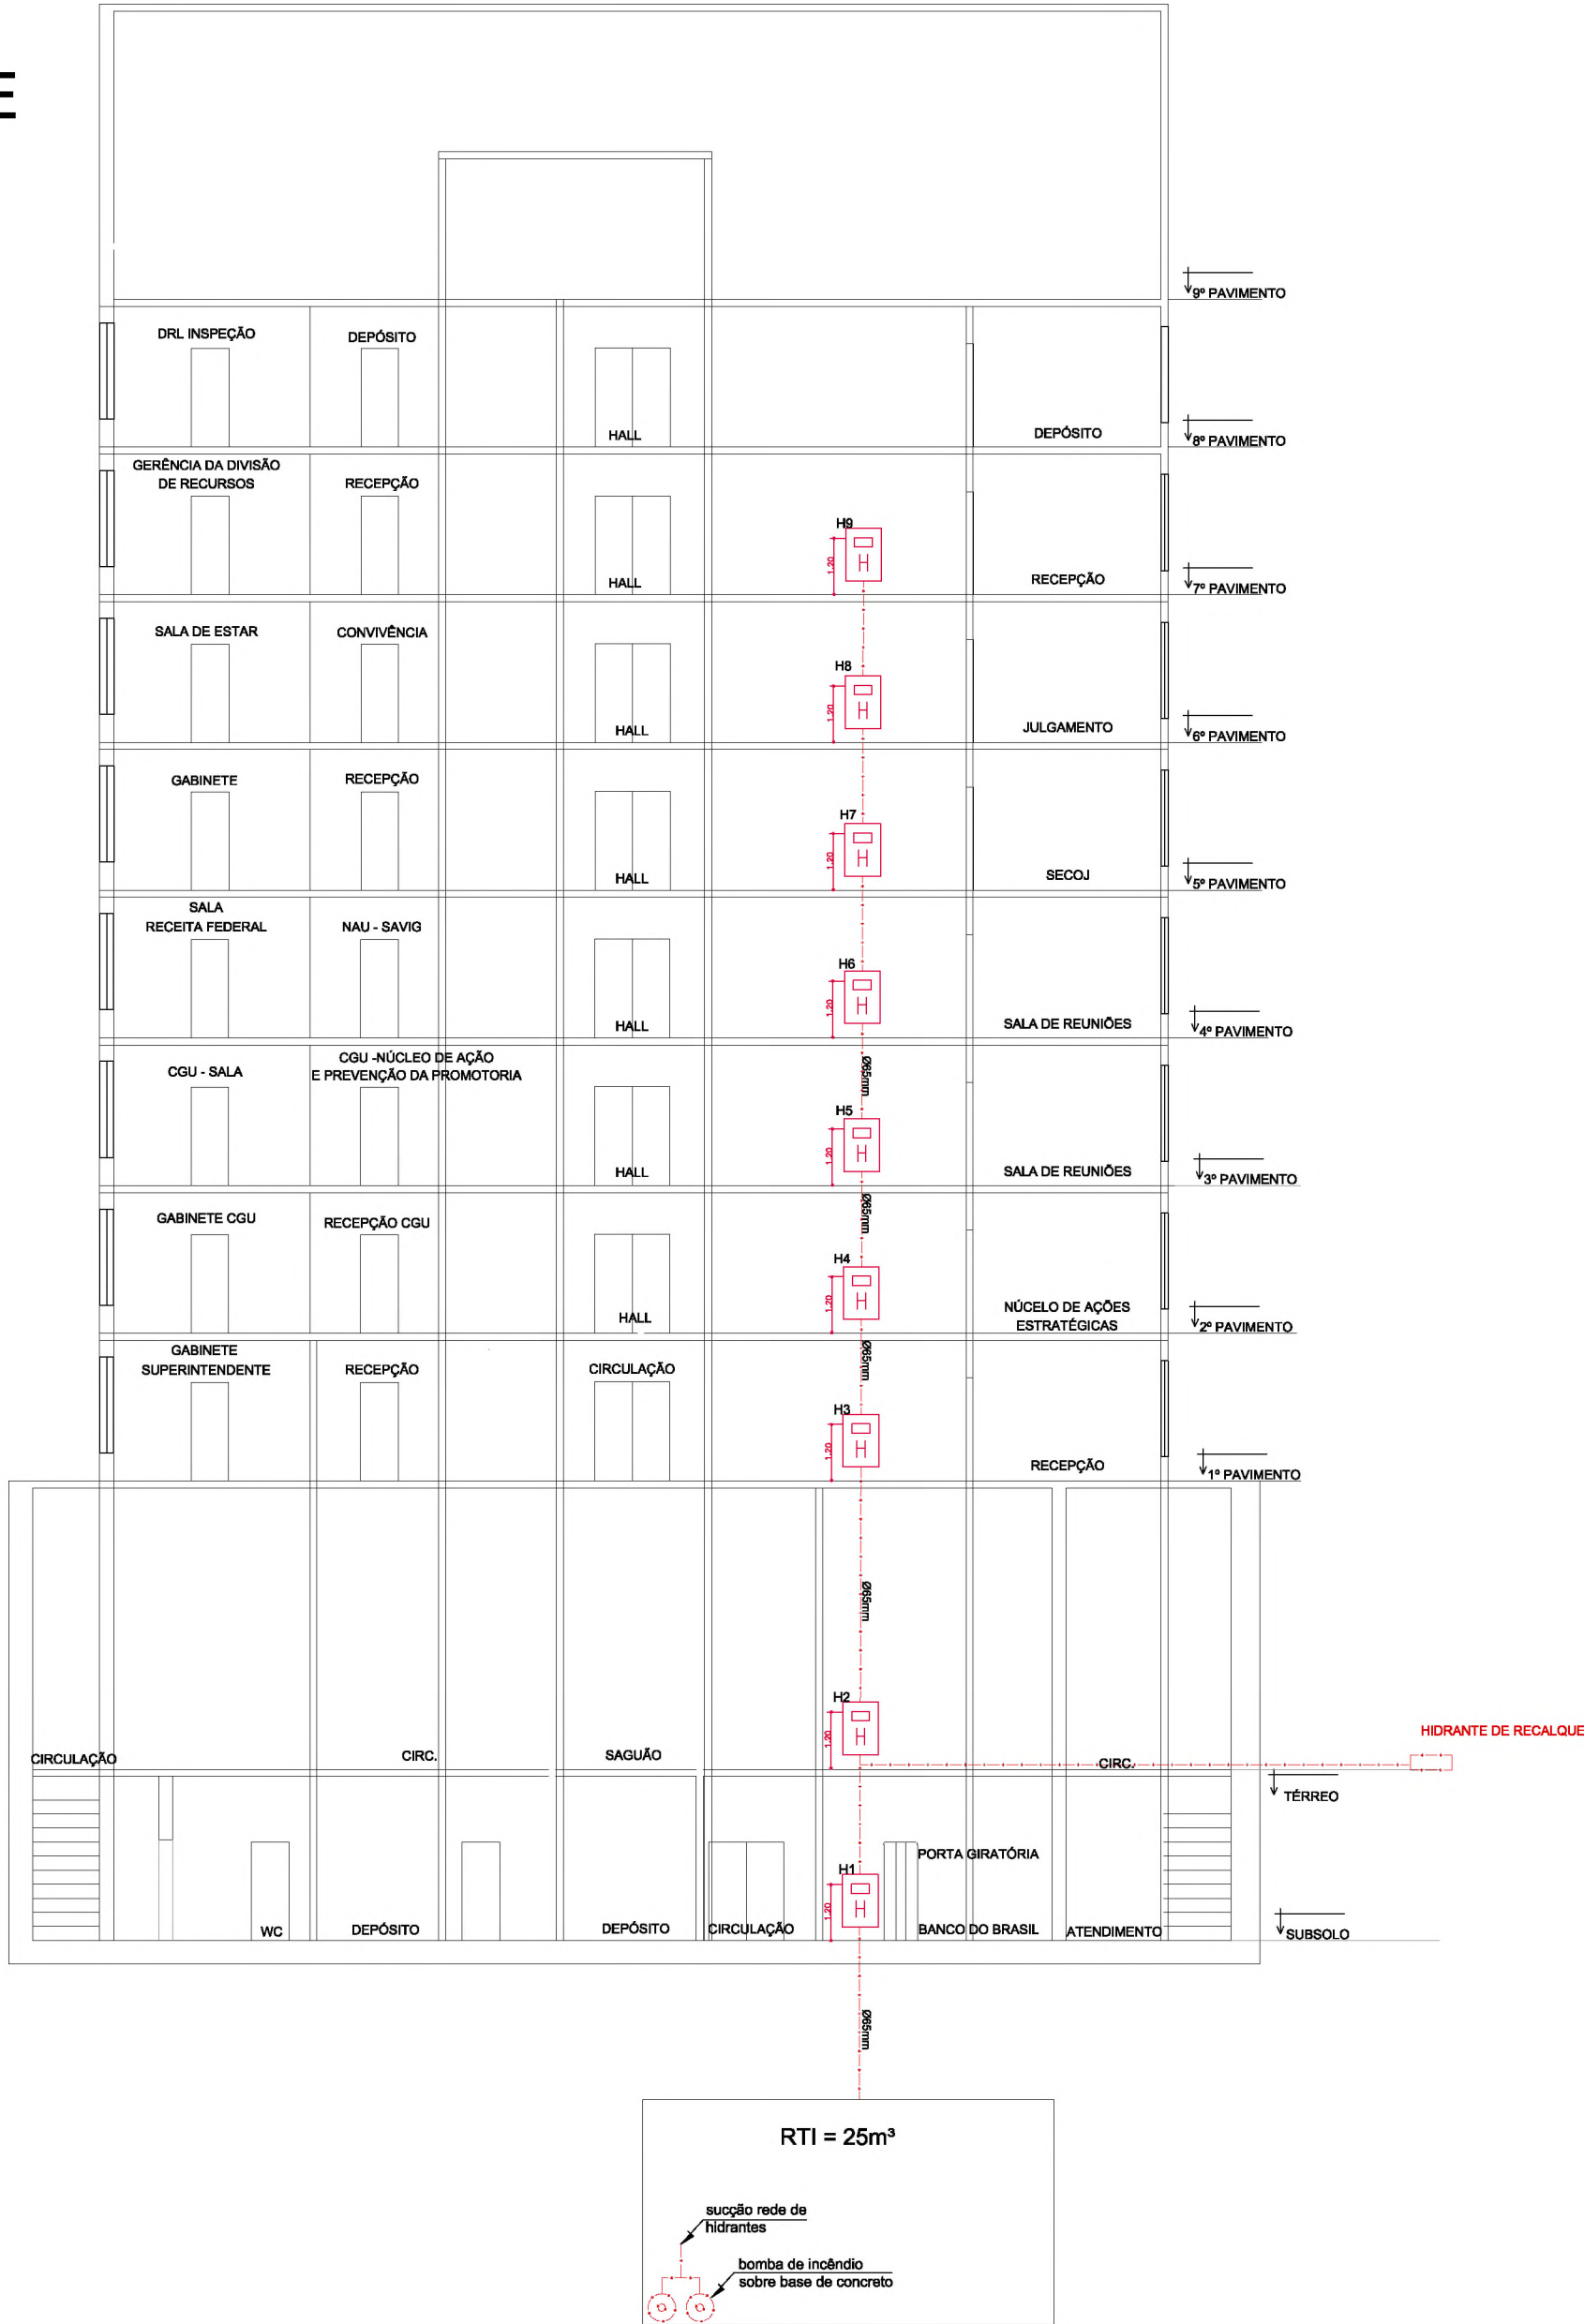 E
9º PAVIMENTO
DRL INSPEÇÃO
DEPÓSITO
HALL
DEPÓSITO
8º PAVIMENTO
GERÊNCIA DA DIVISÃO
DE RECURSOS
RECEPÇÃO
H9
1.20
H
HALL
RECEPÇÃO
7º PAVIMENTO
SALA DE ESTAR
CONVIVÊNCIA
H8
1.20
H
HALL
JULGAMENTO
6º PAVIMENTO
GABINETE
RECEPÇÃO
H7
1.20
H
HALL
SECOJ
5º PAVIMENTO
SALA
RECEITA FEDERAL
NAU - SAVIG
H6
1.20
H
HALL
SALA DE REUNIÕES
4º PAVIMENTO
Ø65mm
CGU - SALA
CGU -NÚCLEO DE AÇÃO
E PREVENÇÃO DA PROMOTORIA
H5
1.20
H
HALL
SALA DE REUNIÕES
3º PAVIMENTO
Ø65mm
GABINETE CGU
RECEPÇÃO CGU
H4
1.20
H
HALL
NÚCELO DE AÇÕES
ESTRATÉGICAS
2º PAVIMENTO
Ø65mm
GABINETE
SUPERINTENDENTE
RECEPÇÃO
CIRCULAÇÃO
H3
1.20
H
RECEPÇÃO
1º PAVIMENTO
Ø65mm
H2
1.20
H
HIDRANTE DE RECALQUE
CIRCULAÇÃO
CIRC.
SAGUÃO
CIRC.
TÉRREO
PORTA GIRATÓRIA
H1
1.20
H
WC
DEPÓSITO
DEPÓSITO
CIRCULAÇÃO
BANCO DO BRASIL
ATENDIMENTO
SUBSOLO
Ø65mm
RTI = 25m³
sucção rede de
hidrantes
bomba de incêndio
sobre base de concreto